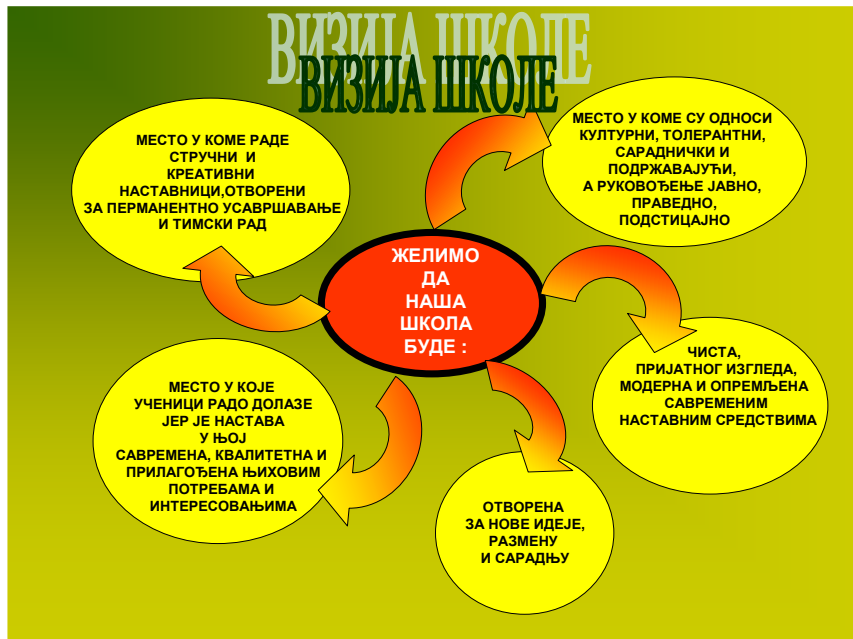 ВИЗИЈА ШКОЛЕ
МЕСТО У КОМЕ РАДЕ
СТРУЧНИ И
КРЕАТИВНИ
НАСТАВНИЦИ,ОТВОРЕНИ
ЗА ПЕРМАНЕНТНО УСАВРШАВАЊЕ
И ТИМСКИ РАД
МЕСТО У КОМЕ СУ ОДНОСИ
КУЛТУРНИ, ТОЛЕРАНТНИ,
САРАДНИЧКИ И
ПОДРЖАВАЈУЋИ,
А РУКОВОЂЕЊЕ ЈАВНО,
ПРАВЕДНО,
ПОДСТИЦАЈНО
ЖЕЛИМО
ДА
НАША
ШКОЛА
БУДЕ :
ЧИСТА,
ПРИЈАТНОГ ИЗГЛЕДА,
МОДЕРНА И ОПРЕМЉЕНА
САВРЕМЕНИМ
НАСТАВНИМ СРЕДСТВИМА
МЕСТО У КОЈЕ
УЧЕНИЦИ РАДО ДОЛАЗЕ
ЈЕР ЈЕ НАСТАВА
У ЊОЈ
САВРЕМЕНА, КВАЛИТЕТНА И
ПРИЛАГОЂЕНА ЊИХОВИМ
ПОТРЕБАМА И
ИНТЕРЕСОВАЊИМА
ОТВОРЕНА
ЗА НОВЕ ИДЕЈЕ,
РАЗМЕНУ
И САРАДЊУ